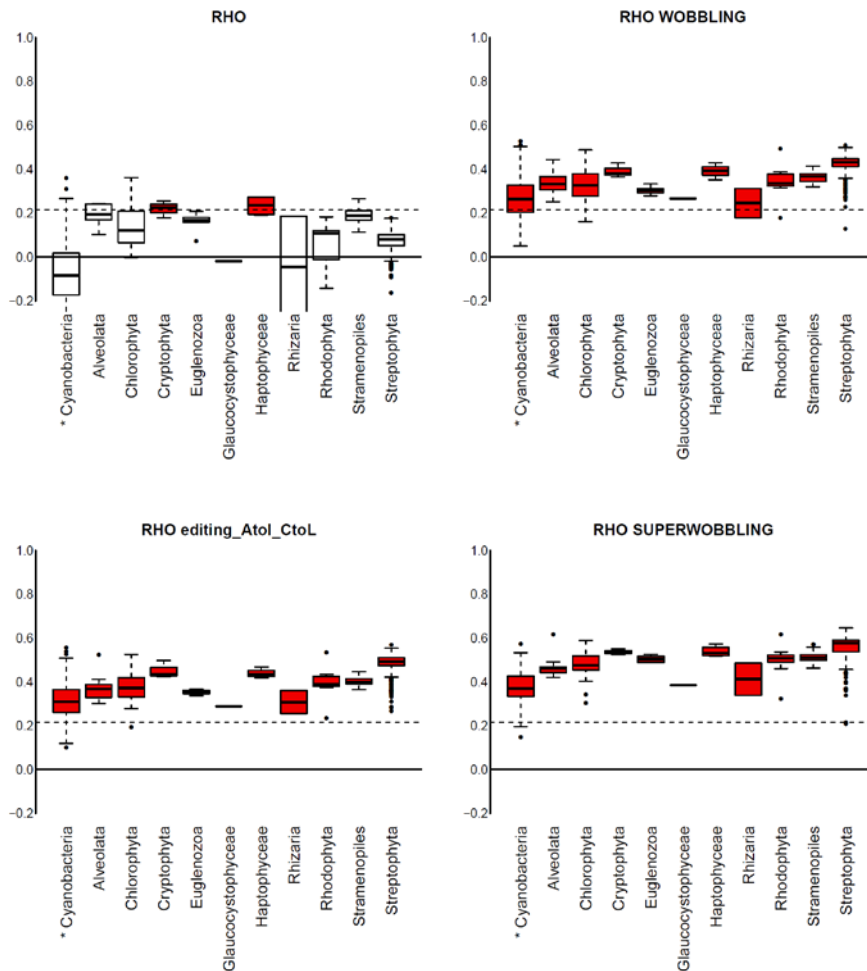 RHO
1.0
0.8
0.6
0.4
0.2
0.0
−0.2
* Cyanobacteria
Alveolata
Chlorophyta
Cryptophyta
Euglenozoa
Glaucocystophyceae
Haptophyceae
Rhizaria
Rhodophyta
Stramenopiles
Streptophyta
RHO WOBBLING
1.0
0.8
0.6
0.4
0.2
0.0
−0.2
* Cyanobacteria
Alveolata
Chlorophyta
Cryptophyta
Euglenozoa
Glaucocystophyceae
Haptophyceae
Rhizaria
Rhodophyta
Stramenopiles
Streptophyta
RHO editing_AtoI_CtoL
1.0
0.8
0.6
0.4
0.2
0.0
−0.2
* Cyanobacteria
Alveolata
Chlorophyta
Cryptophyta
Euglenozoa
Glaucocystophyceae
Haptophyceae
Rhizaria
Rhodophyta
Stramenopiles
Streptophyta
RHO SUPERWOBBLING
1.0
0.8
0.6
0.4
0.2
0.0
−0.2
* Cyanobacteria
Alveolata
Chlorophyta
Cryptophyta
Euglenozoa
Glaucocystophyceae
Haptophyceae
Rhizaria
Rhodophyta
Stramenopiles
Streptophyta